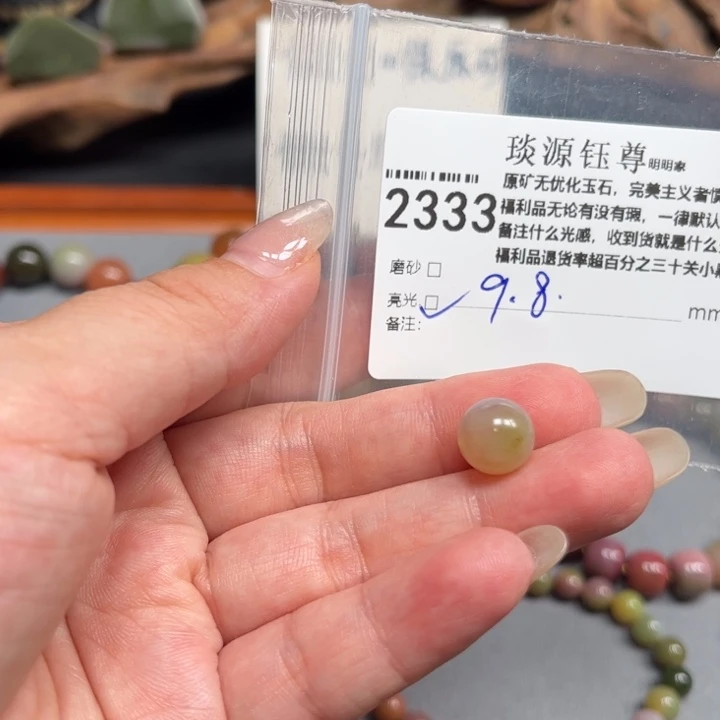 琰源钰尊明明家
原矿无优化玉石，完美主义者慎
2333
福利品无论有没有瑕，一律默认
备注什么光感，收到货就是什么
福利品退货率超百分之三十关小
磨砂□
亮光□ 9.8. mm
备注：